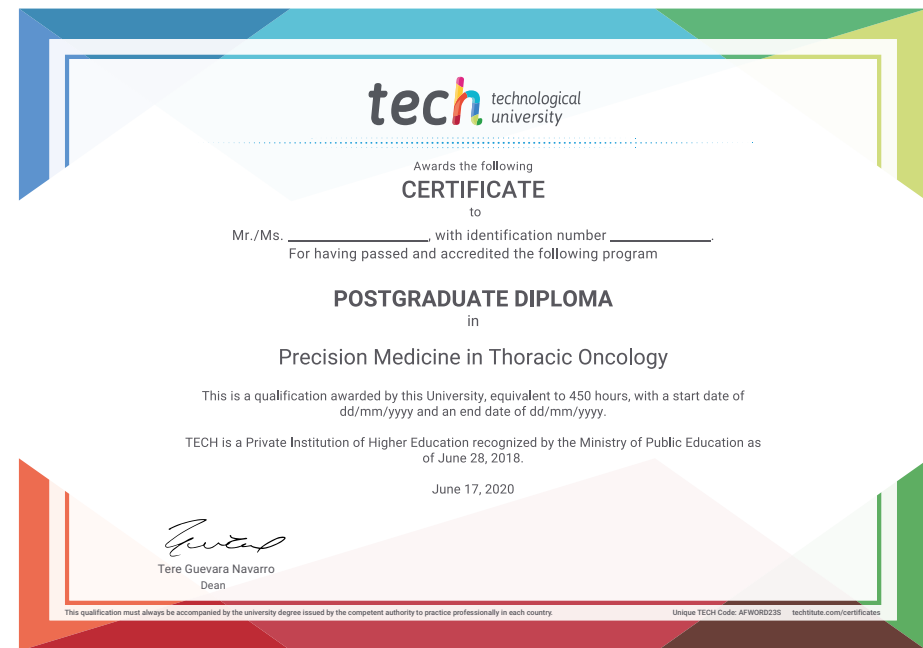 tech technological
university
Awards the following
CERTIFICATE
to
Mr./Ms. ____________, with identification number ____________.
For having passed and accredited the following program
POSTGRADUATE DIPLOMA
in
Precision Medicine in Thoracic Oncology
This is a qualification awarded by this University, equivalent to 450 hours, with a start date of
dd/mm/yyyy and an end date of dd/mm/yyyy.
TECH is a Private Institution of Higher Education recognized by the Ministry of Public Education as
of June 28, 2018.
June 17, 2020
Tere Guevara Navarro
Dean
This qualification must always be accompanied by the university degree issued by the competent authority to practice professionally in each country. Unique TECH Code: AFWORD23S techtitute.com/certificates